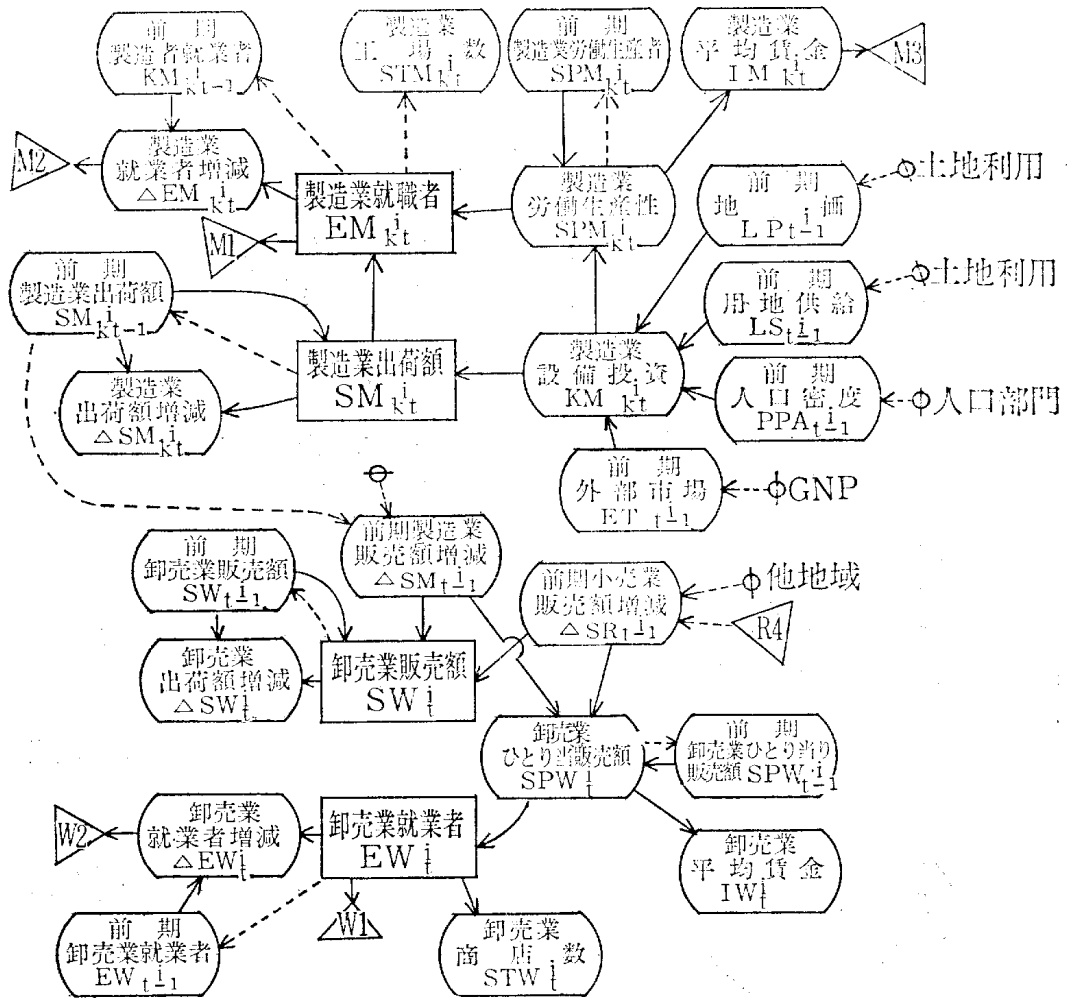 前期
製造者就業者
KM i kt-1
製造業
工場数
STM i kt
前期
製造業労働生産者
SPM i kt
製造業
平均賃金
IM i kt
M3
M2
製造業
就業者増減
△EM i kt
製造業就職者
EM i kt
M1
製造業
労働生産性
SPM i kt
前期
地価
LP i t-1
土地利用
前期
製造業出荷額
SM i kt-1
製造業出荷額
SM i kt
製造業
設備投資
KM i kt
前期
用地供給
LS i t-1
土地利用
製造業
出荷額増減
△SM i kt
前期
人口密度
PPA i t-1
人口部門
前期
外部市場
ET i t-1
GNP
前期製造業
販売額増減
△SM i t-1
前期
卸売業販売額
SW i t-1
前期小売業
販売額増減
△SR i t-1
他地域
R4
卸売業
出荷額増減
△SW i t
卸売業販売額
SW i t
卸売業
ひとり当販売額
SPW i t
前期
卸売業ひとり当り
販売額 SPW i t-1
W2
卸売業
就業者増減
△EW i t
卸売業就業者
EW i t
卸売業
平均賃金
IW i t
前期
卸売業就業者
EW i t-1
W1
卸売業
商店数
STW i t